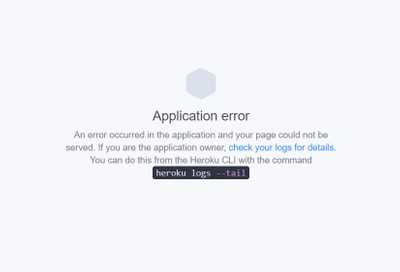 Application error
An error occurred in the application and your page could not be
served. If you are the application owner, check your logs for details.
You can do this from the Heroku CLI with the command
heroku logs --tail